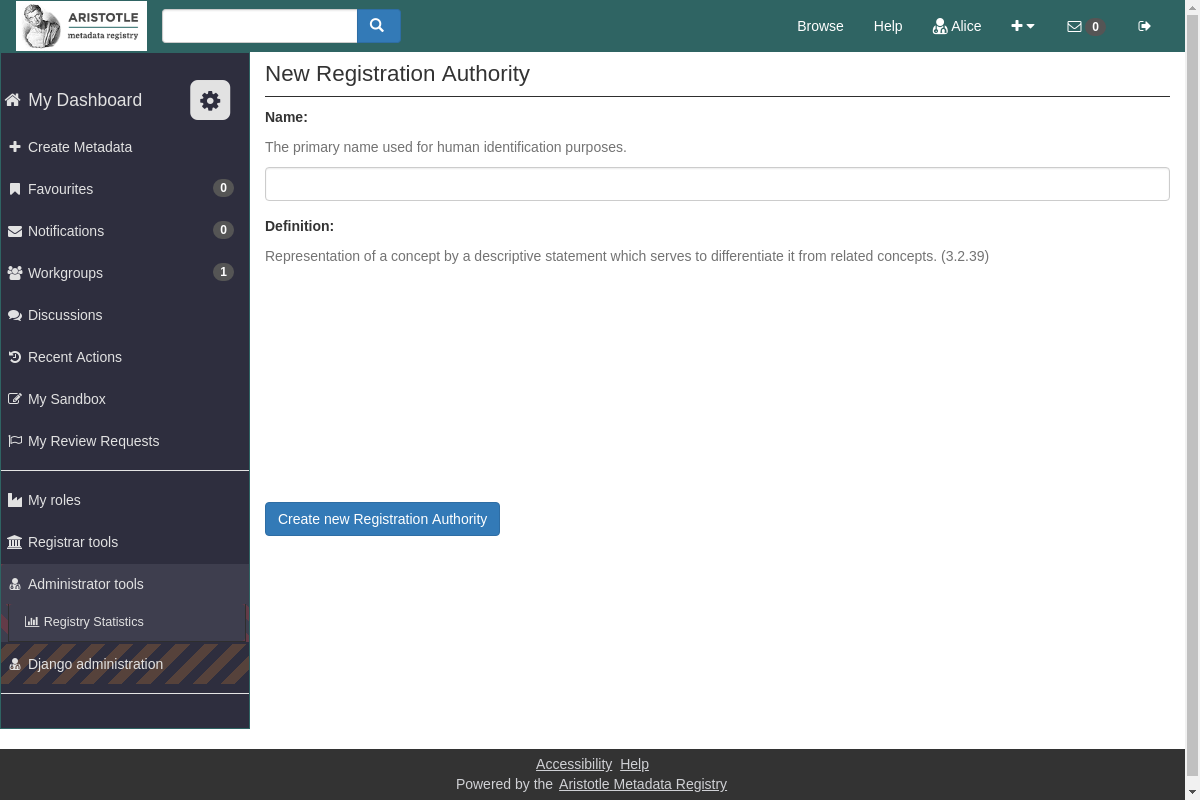 ARISTOTLE
metadata registry
Browse
Help
Alice
0
My Dashboard
Create Metadata
Favourites 0
Notifications 0
Workgroups 1
Discussions
Recent Actions
My Sandbox
My Review Requests
My roles
Registrar tools
Administrator tools
Registry Statistics
Django administration
New Registration Authority
Name:
The primary name used for human identification purposes.
Definition:
Representation of a concept by a descriptive statement which serves to differentiate it from related concepts. (3.2.39)
Create new Registration Authority
Accessibility Help
Powered by the Aristotle Metadata Registry